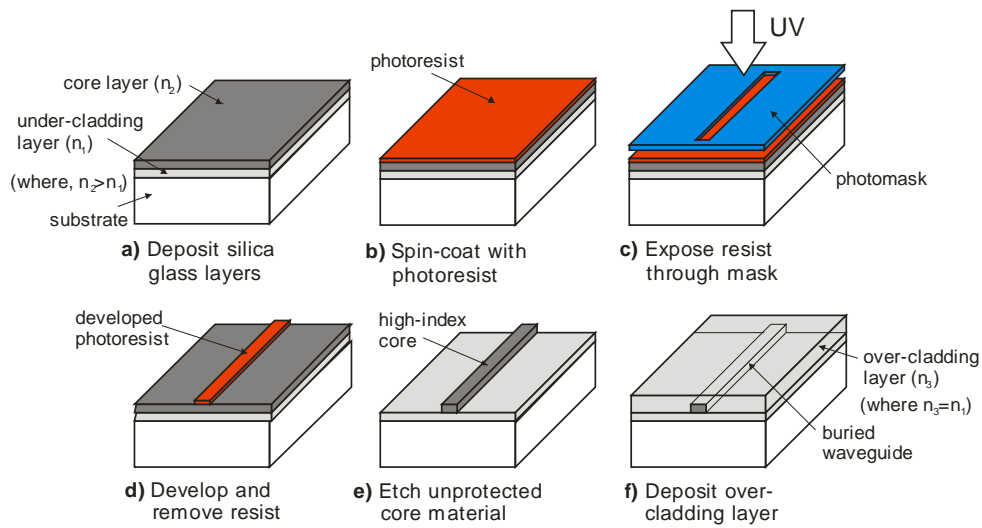 core layer (n₂)
under-cladding
layer (n₁)
(where, n₂>n₁)
substrate
a) Deposit silica
glass layers
photoresist
b) Spin-coat with
photoresist
UV
photomask
c) Expose resist
through mask
developed
photoresist
d) Develop and
remove resist
high-index
core
e) Etch unprotected
core material
over-cladding
layer (n₃)
(where n₃=n₁)
buried
waveguide
f) Deposit over-
cladding layer